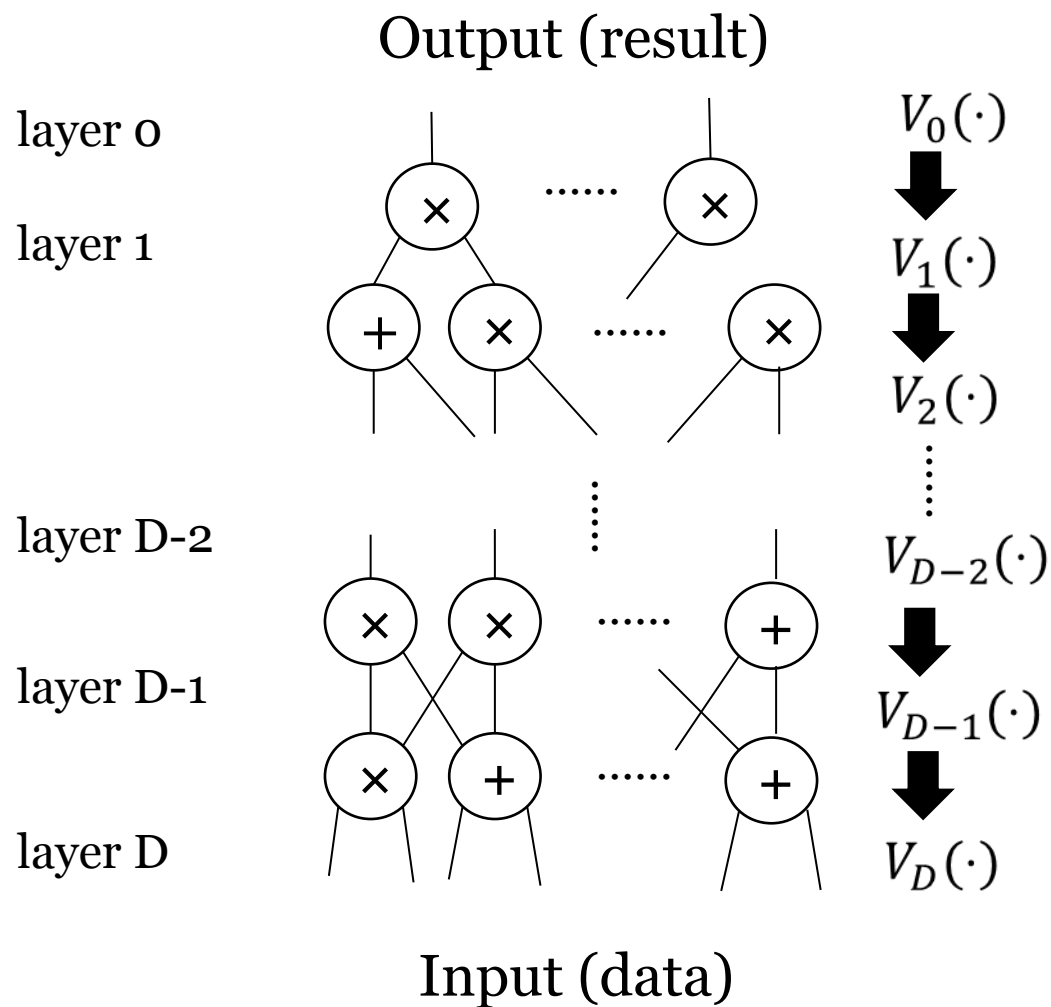 Output (result)
layer 0
V₀(·)
× ...... ×
layer 1
V₁(·)
+ × ...... ×
V₂(·)
......
......
layer D-2
V_{D−2}(·)
× × ...... +
layer D-1
V_{D−1}(·)
× + ...... +
layer D
V_D(·)
Input (data)